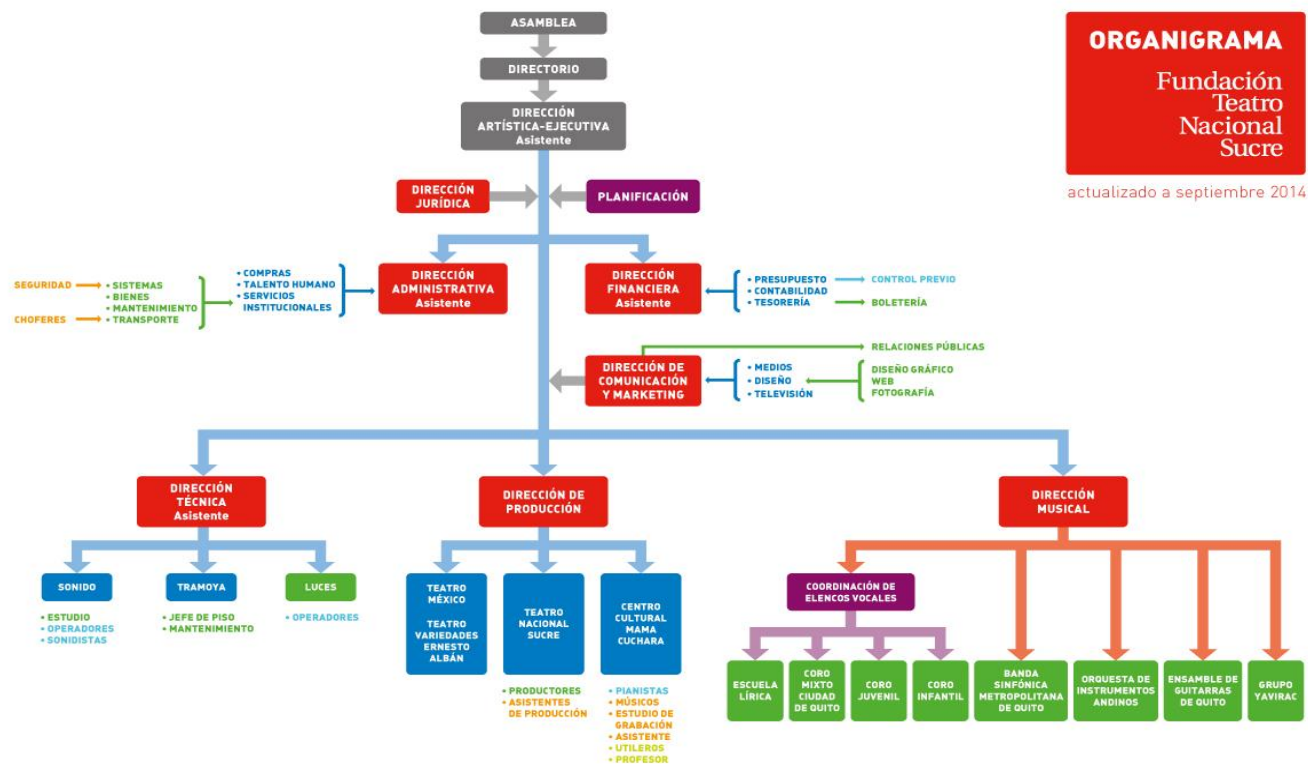 ASAMBLEA
DIRECTORIO
DIRECCIÓN
ARTÍSTICA-EJECUTIVA
Asistente
ORGANIGRAMA
Fundación
Teatro
Nacional
Sucre
actualizado a septiembre 2014
DIRECCIÓN
JURÍDICA
PLANIFICACIÓN
SEGURIDAD
CHOFERES
• SISTEMAS
• BIENES
• MANTENIMIENTO
• TRANSPORTE
• COMPRAS
• TALENTO HUMANO
• SERVICIOS
INSTITUCIONALES
DIRECCIÓN
ADMINISTRATIVA
Asistente
DIRECCIÓN
FINANCIERA
Asistente
• PRESUPUESTO
• CONTABILIDAD
• TESORERÍA
CONTROL PREVIO
BOLETERÍA
DIRECCIÓN DE
COMUNICACIÓN
Y MARKETING
• MEDIOS
• DISEÑO
• TELEVISIÓN
RELACIONES PÚBLICAS
DISEÑO GRÁFICO
WEB
FOTOGRAFÍA
DIRECCIÓN
TÉCNICA
Asistente
DIRECCIÓN DE
PRODUCCIÓN
DIRECCIÓN
MUSICAL
SONIDO
• ESTUDIO
• OPERADORES
• SONIDISTAS
TRAMOYA
• JEFE DE PISO
• MANTENIMIENTO
LUCES
• OPERADORES
TEATRO
MÉXICO
TEATRO
VARIEDADES
ERNESTO
ALBÁN
TEATRO
NACIONAL
SUCRE
• PRODUCTORES
• ASISTENTES
DE PRODUCCIÓN
CENTRO
CULTURAL
MAMA
CUCHARA
• PIANISTAS
• MÚSICOS
• ESTUDIO DE
GRABACIÓN
• ASISTENTE
• UTILEROS
• PROFESOR
COORDINACIÓN DE
ELENCOS VOCALES
ESCUELA
LÍRICA
CORO
MIXTO
CIUDAD
DE QUITO
CORO
JUVENIL
CORO
INFANTIL
BANDA
SINFÓNICA
METROPOLITANA
DE QUITO
ORQUESTA DE
INSTRUMENTOS
ANDINOS
ENSAMBLE DE
GUITARRAS
DE QUITO
GRUPO
YAVIRAC